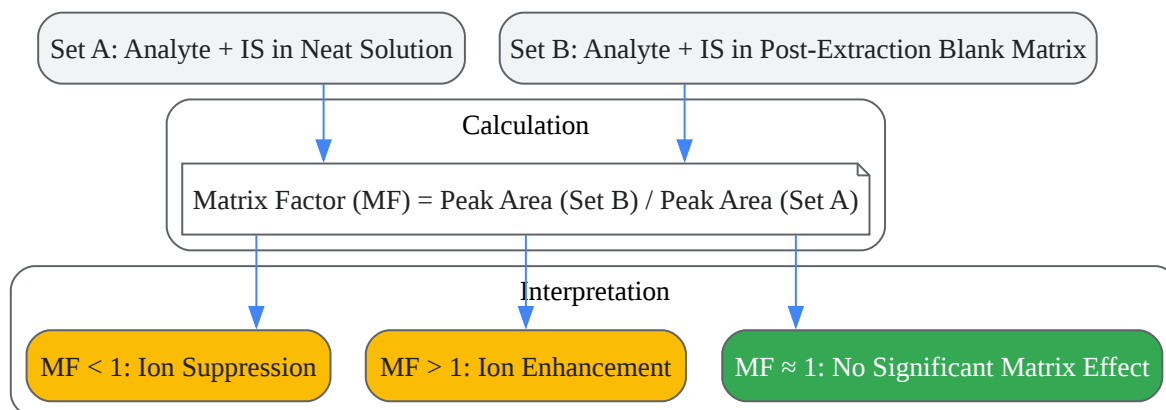 Set A: Analyte + IS in Neat Solution
Set B: Analyte + IS in Post-Extraction Blank Matrix
Calculation
Matrix Factor (MF) = Peak Area (Set B) / Peak Area (Set A)
Interpretation
MF < 1: Ion Suppression
MF > 1: Ion Enhancement
MF ≈ 1: No Significant Matrix Effect